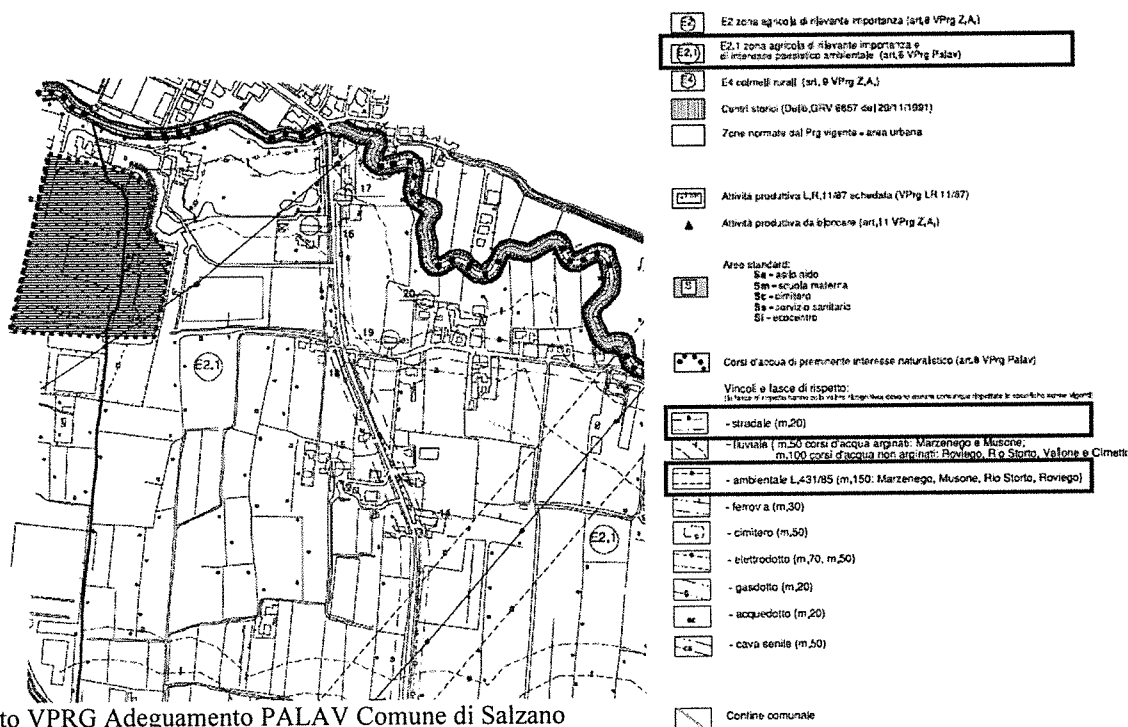 E2 zona agricola di rilevante importanza (art,8 VPrg Z,A,)
E2,1 E2,1 zona agricola di rilevante importanza e
di interesse paesistico ambientale (art,6 VPrg Palav)
E4 colmelli rurali (art, 9 VPrg Z,A,)
Centri storici (Delib,GRV 6657 del 29/11/1991)
Zone normate dal Prg vigente - area urbana
Attività produttiva L,R,11/87 schedata (VPrg LR 11/87)
Attività produttiva da bloccare (art,11 VPrg Z,A,)
Aree standard:
S
Sa - asilo nido
Sm - scuola materna
Sc - cimitero
Ss - servizio sanitario
Si - ecocentro
Corsi d'acqua di preminente interesse naturalistico (art,8 VPrg Palav)
Vincoli e fasce di rispetto:
- stradale (m,20)
- fluviale ( m,50 corsi d'acqua arginati: Marzenego e Musone;
m,100 corsi d'acqua non arginati: Roviego, Rio Storto, Vallone e Cimetto
- ambientale L,431/85 (m,150: Marzenego, Musone, Rio Storto, Roviego)
- ferrovia (m,30)
- cimitero (m,50)
- elettrodotto (m,70, m,50)
- gasdotto (m,20)
- acquedotto (m,20)
- cava senile (m,50)
Confine comunale
17
16
20
19
18
15
14
E2,1
E2,1
to VPRG Adeguamento PALAV Comune di Salzano